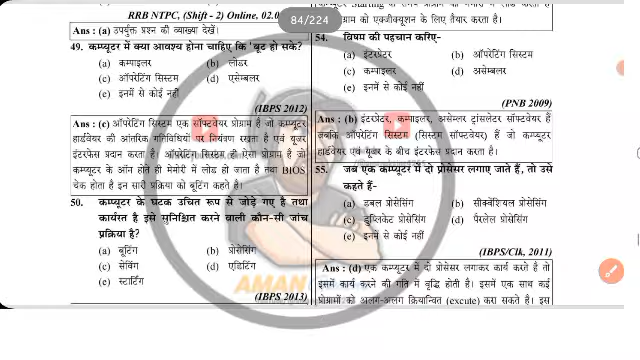 RRB NTPC, (Shift - 2) Online, 02.0
Ans : (a) उपर्युक्त प्रश्न की व्याख्या देखें।
49. कम्प्यूटर में क्या आवश्य होना चाहिए कि 'बूट हो सके?
(a) कम्पाइलर (b) लोडर
(c) ऑपरेटिंग सिस्टम (d) एसेम्बलर
(e) इनमें से कोई नहीं
(IBPS 2012)
Ans : (c) ऑपरेटिंग सिस्टम एक सॉफ्टवेयर प्रोग्राम है जो कम्प्यूटर
हार्डवेयर की आंतरिक गतिविधियों पर नियंत्रण रखता है एवं यूजर
इंटरफेस प्रदान करता है। ऑपरेटिंग सिस्टम ही ऐसा प्रोग्राम है जो
कम्प्यूटर के ऑन होते ही मेमोरी में लोड हो जाता है तथा BIOS
चेक होता है इन सारी प्रक्रिया को बूटिंग कहते है।
50. कम्प्यूटर के घटक उचित रूप से जोड़े गए है तथा
कार्यरत है इसे सुनिश्चित करने वाली कौन-सी जांच
प्रक्रिया है?
(a) बूटिंग (b) प्रोसेसिंग
(c) सेविंग (d) एडिटिंग
(e) स्टार्टिंग
(IBPS 2013)
84/224
ग्राम को एक्जीक्यूशन के लिए तैयार करता है।
54. विषम की पहचान करिए-
(a) इंटरप्रेटर (b) ऑपरेटिंग सिस्टम
(c) कम्पाइलर (d) असेम्बलर
(e) इनमें से कोई नहीं
(PNB 2009)
Ans : (b) इंटरप्रेटर, कम्पाइलर, असेम्लर ट्रांसलेटर सॉफ्टवेयर हैं
जबकि ऑपरेटिंग सिस्टम (सिस्टम सॉफ्टवेयर) हैं जो कम्प्यूटर
हार्डवेयर एवं यूजर के बीच इंटरफेस प्रदान करता है।
55. जब एक कम्प्यूटर में दो प्रोसेसर लगाए जाते हैं, तो उसे
कहते हैं-
(a) डबल प्रोसेसिंग (b) सीक्वेंशियल प्रोसेसिंग
(c) डुप्लिकेट प्रोसेसिंग (d) पैरलेल प्रोसेसिंग
(e) इनमें से कोई नहीं
(IBPS/Clk, 2011)
Ans : (d) एक कम्प्यूटर में दो प्रोसेसर लगाकर कार्य करते है तो
इसमें कार्य करने की गति में वृद्धि होती है। इसमें एक साथ कई
प्रोग्रामों को अलग-अलग क्रियान्वित (excute) करा सकते है। इस
AMAN